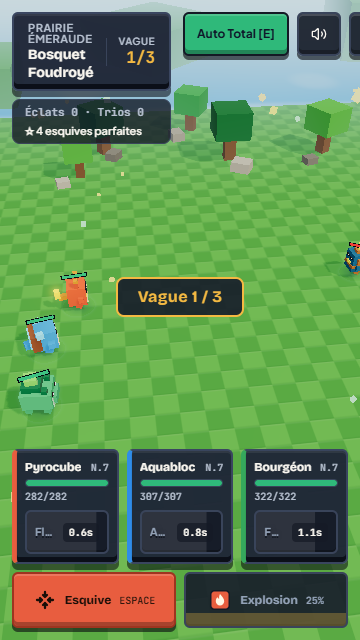 PRAIRIE
ÉMERAUDE
Bosquet
Foudroyé
VAGUE
1/3
Auto Total [E]
Éclats 0 · Trios 0
★ 4 esquives parfaites
Vague 1 / 3
Pyrocube N.7
282/282
Fl… 0.6s
Aquabloc N.7
307/307
A… 0.8s
Bourgéon N.7
322/322
F… 1.1s
Esquive ESPACE
Explosion 25%